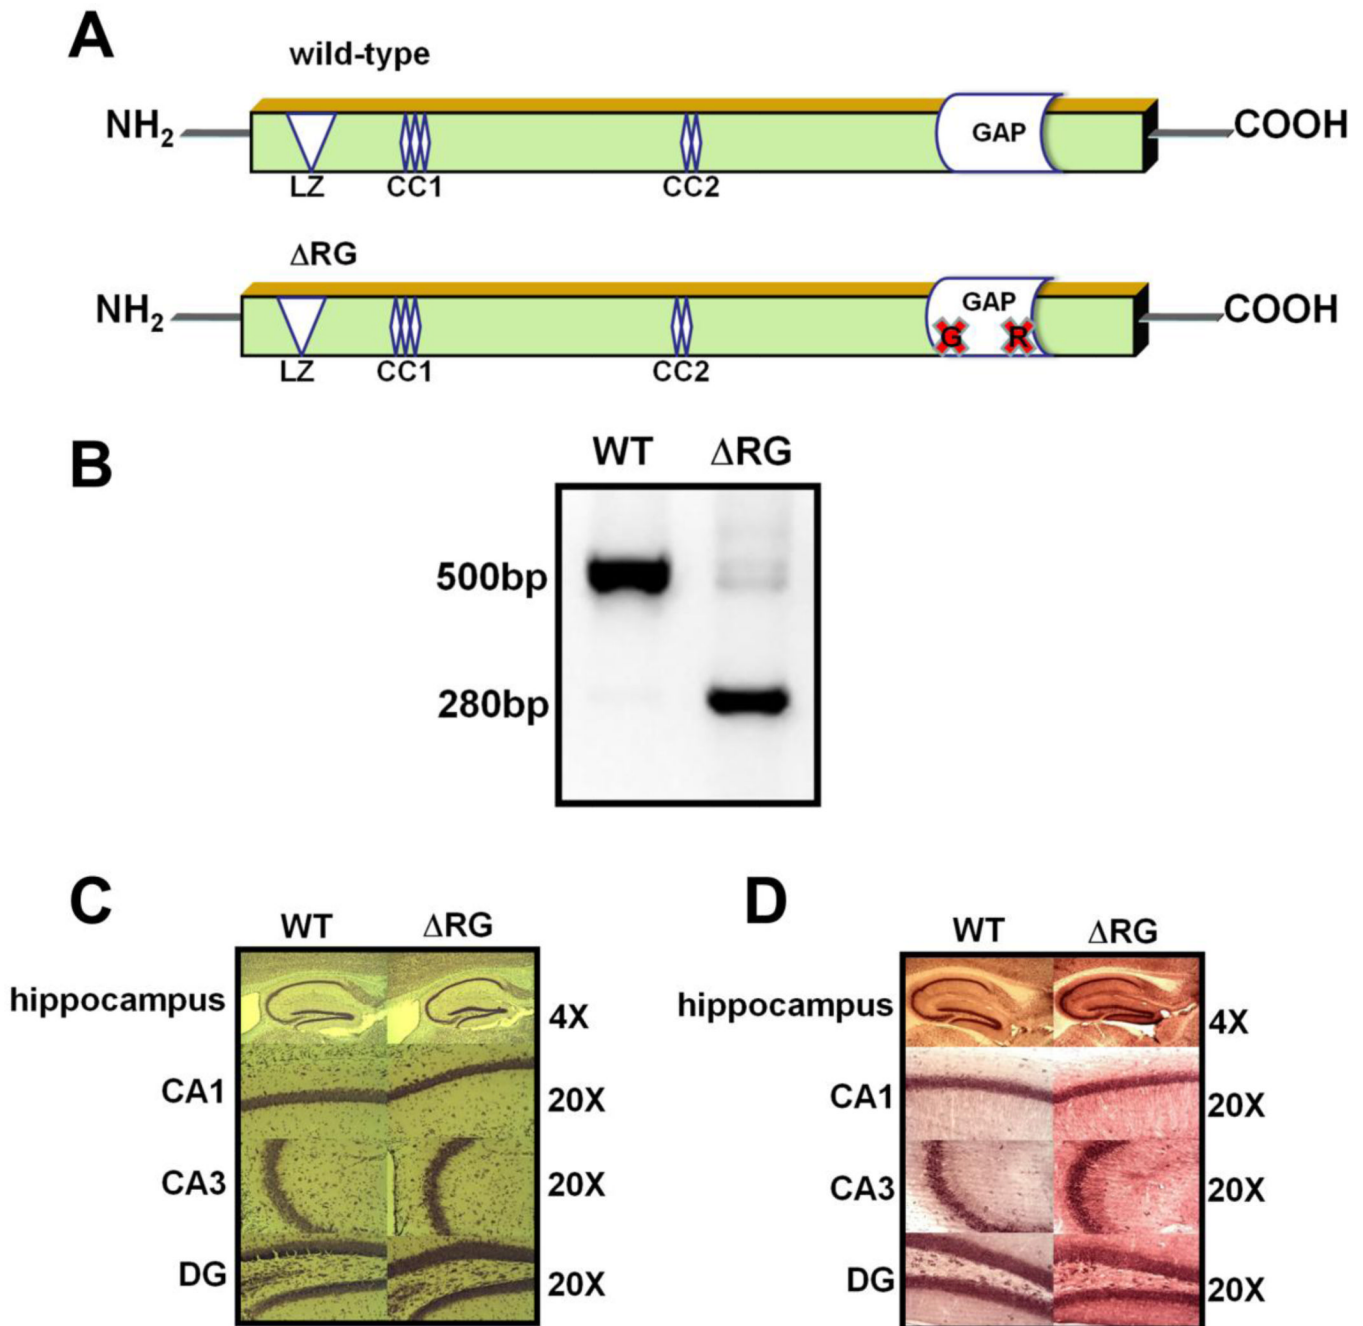 A
wild-type
NH2 GAP COOH
LZ CC1 CC2
ΔRG
NH2 GAP COOH
G R
LZ CC1 CC2
B
WT ΔRG
500bp
280bp
C
WT ΔRG
hippocampus 4X
CA1 20X
CA3 20X
DG 20X
D
WT ΔRG
hippocampus 4X
CA1 20X
CA3 20X
DG 20X